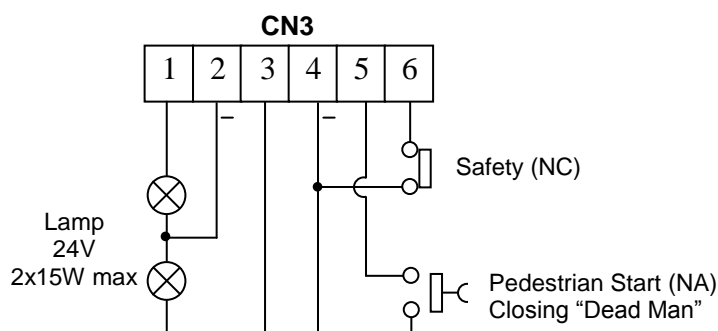 CN3
1 2 3 4 5 6
– –
Safety (NC)
Lamp
24V
2x15W max
Pedestrian Start (NA)
Closing “Dead Man”